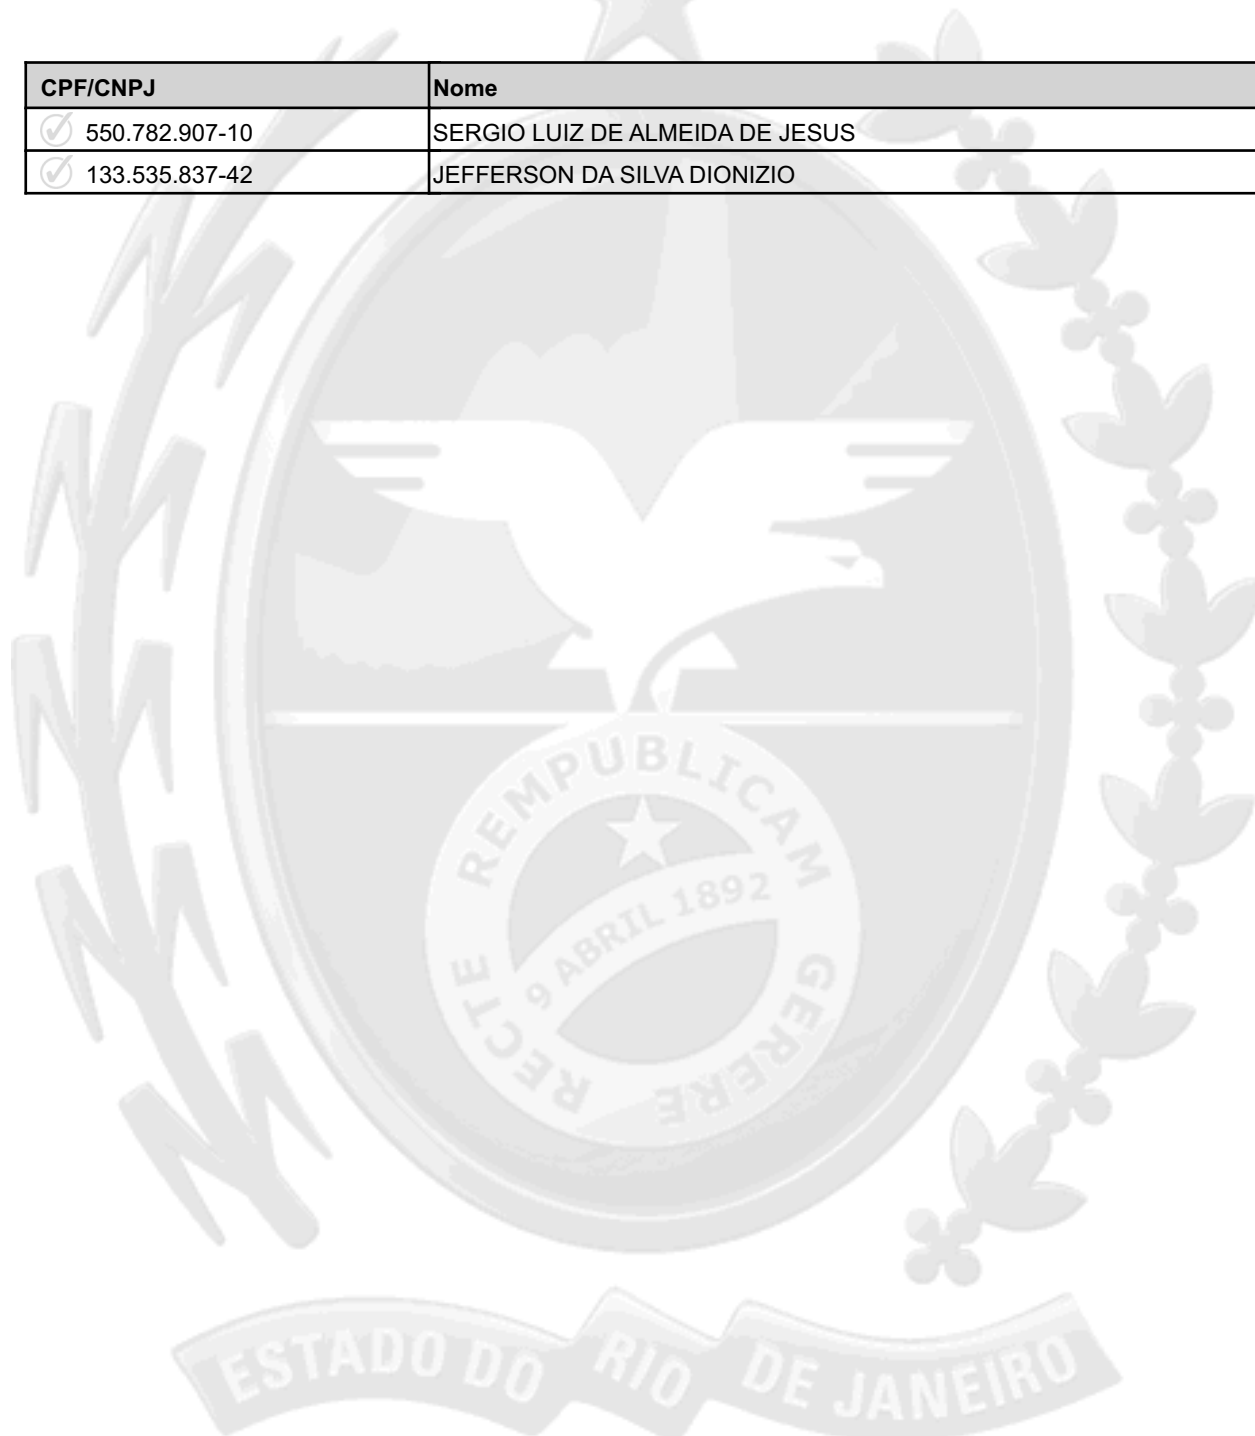 CPF/CNPJ Nome
550.782.907-10 SERGIO LUIZ DE ALMEIDA DE JESUS
133.535.837-42 JEFFERSON DA SILVA DIONIZIO
RECTE REMPUBLICAM GERERE
9 ABRIL 1892
ESTADO DO RIO DE JANEIRO